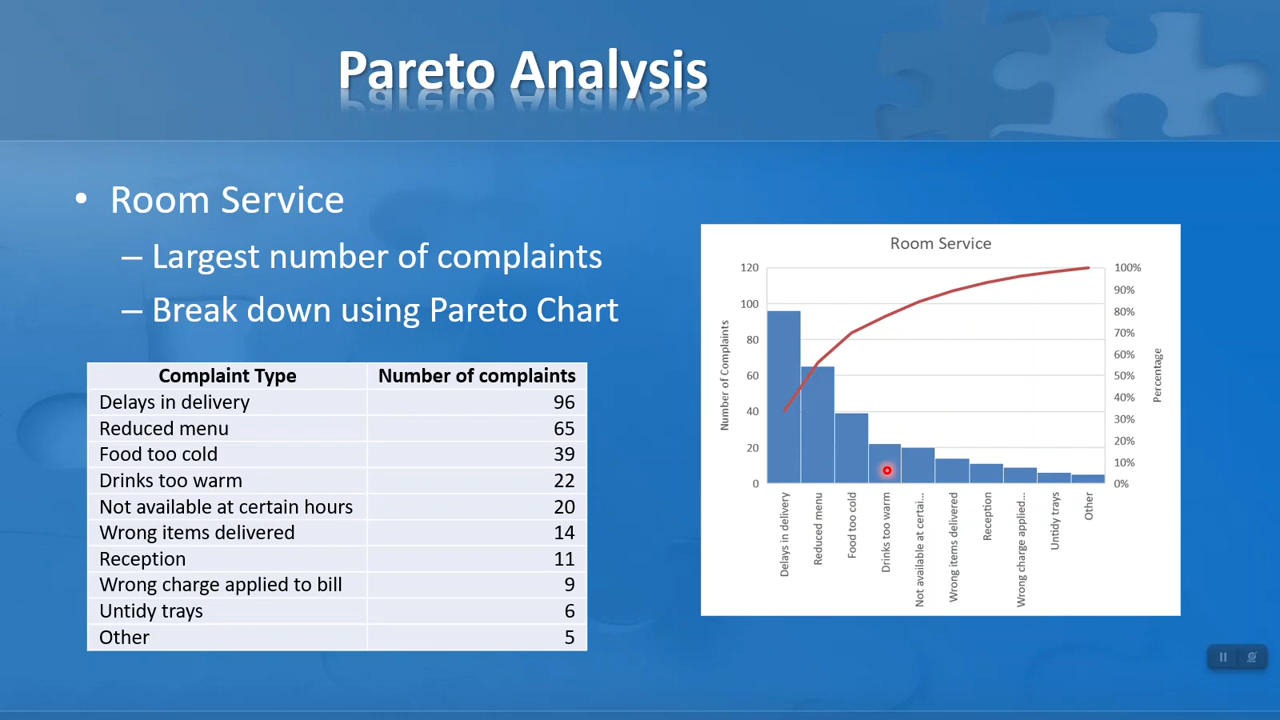 Pareto Analysis
• Room Service
– Largest number of complaints
– Break down using Pareto Chart
Complaint Type Number of complaints
Delays in delivery 96
Reduced menu 65
Food too cold 39
Drinks too warm 22
Not available at certain hours 20
Wrong items delivered 14
Reception 11
Wrong charge applied to bill 9
Untidy trays 6
Other 5
Room Service
Number of Complaints
120
100
80
60
40
20
0
100%
90%
80%
70%
60%
50%
40%
30%
20%
10%
0%
Percentage
Delays in delivery
Reduced menu
Food too cold
Drinks too warm
Not available at certai...
Wrong items delivered
Reception
Wrong charge applied...
Untidy trays
Other